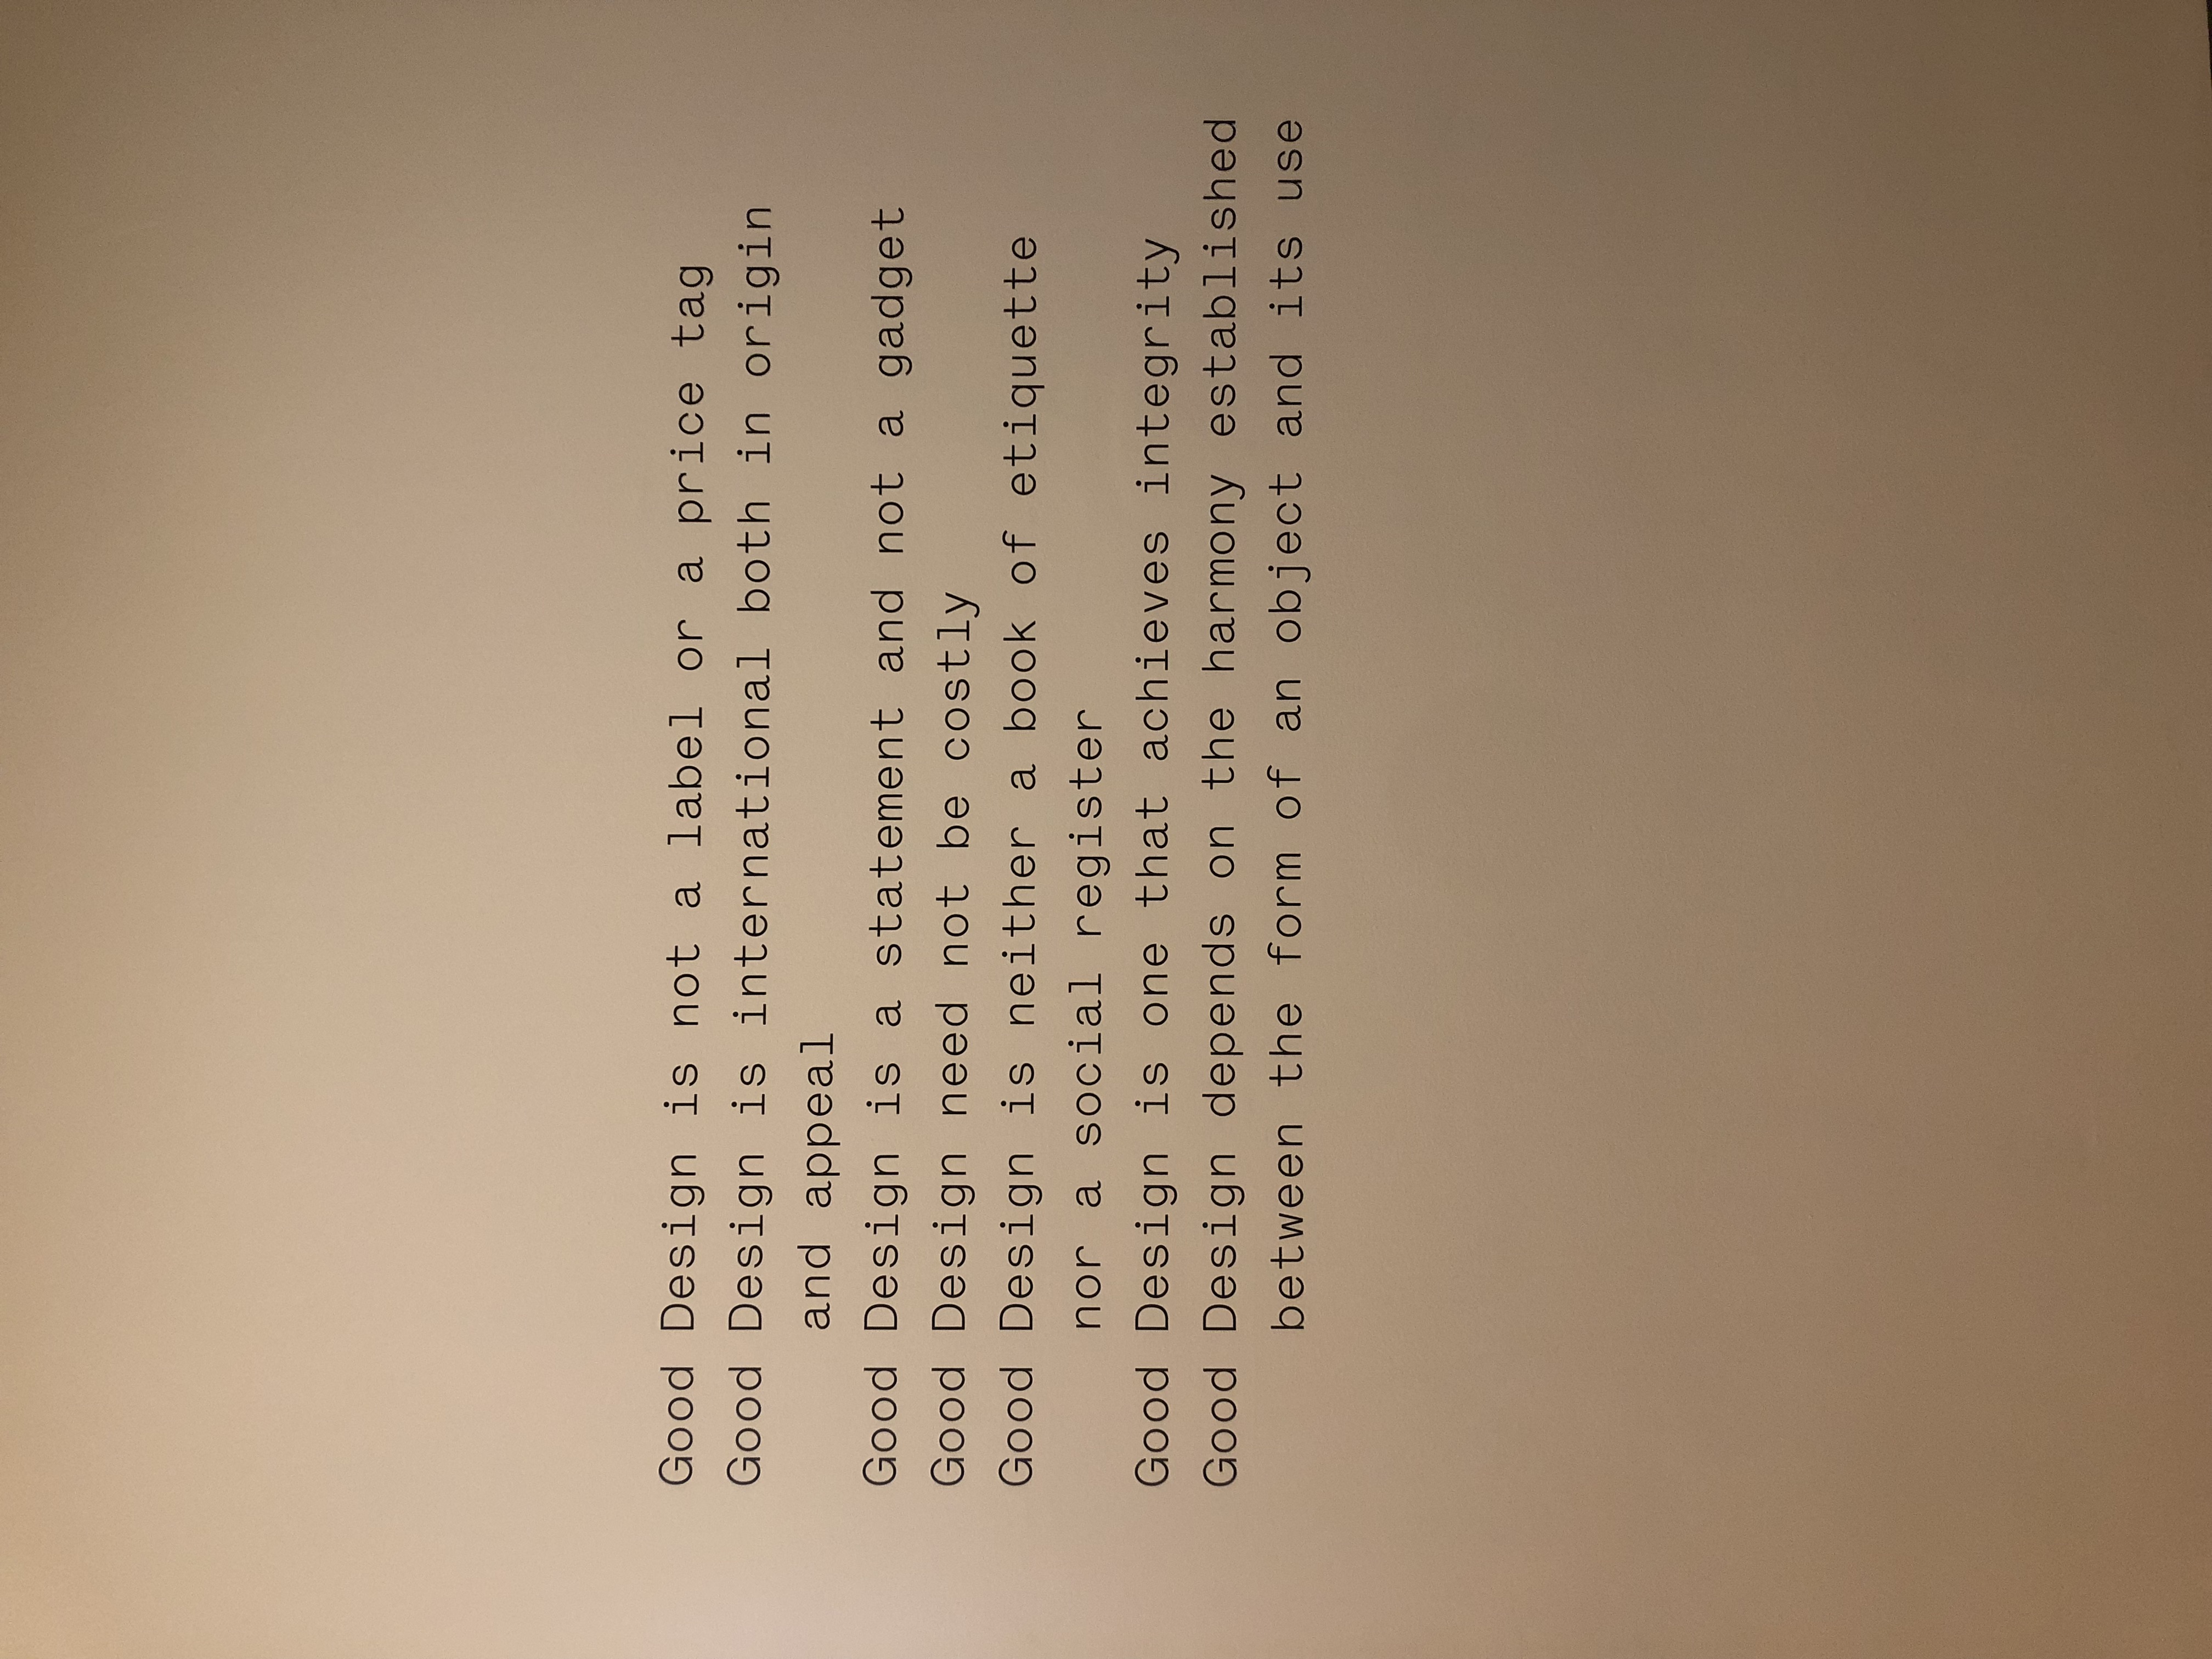 Good Design is not a label or a price tag
Good Design is international both in origin
and appeal
Good Design is a statement and not a gadget
Good Design need not be costly
Good Design is neither a book of etiquette
nor a social register
Good Design is one that achieves integrity
Good Design depends on the harmony established
between the form of an object and its use